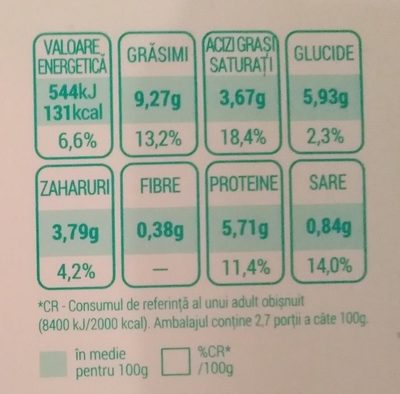 VALOARE ENERGETICĂ
544kJ
131kcal
6,6%
GRĂSIMI
9,27g
13,2%
ACIZI GRAȘI SATURAȚI
3,67g
18,4%
GLUCIDE
5,93g
2,3%
ZAHARURI
3,79g
4,2%
FIBRE
0,38g
—
PROTEINE
5,71g
11,4%
SARE
0,84g
14,0%
*CR - Consumul de referință al unui adult obișnuit
(8400 kJ/2000 kcal). Ambalajul conține 2,7 porții a câte 100g.
în medie
pentru 100g
%CR*
/100g